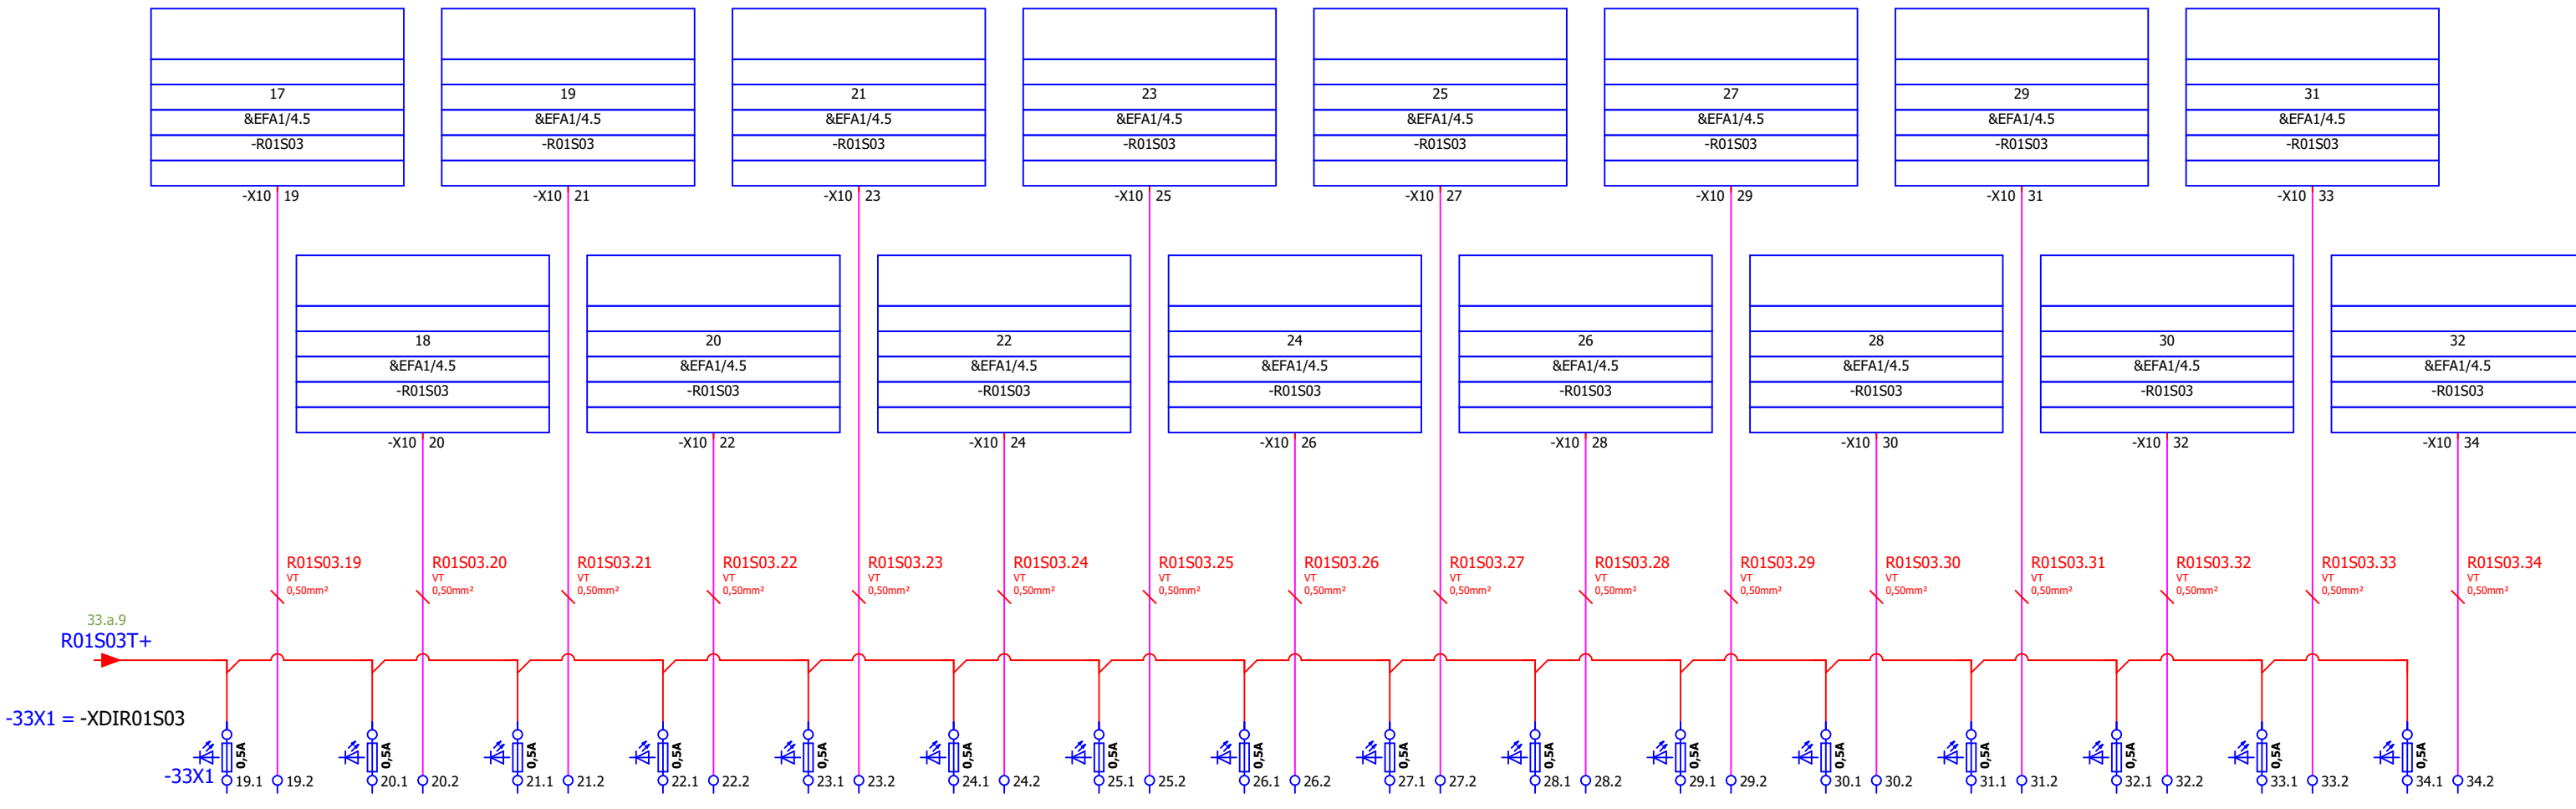 17 19 21 23 25 27 29 31
&EFA1/4.5 &EFA1/4.5 &EFA1/4.5 &EFA1/4.5 &EFA1/4.5 &EFA1/4.5 &EFA1/4.5 &EFA1/4.5
-R01S03 -R01S03 -R01S03 -R01S03 -R01S03 -R01S03 -R01S03 -R01S03
-X10 19 -X10 21 -X10 23 -X10 25 -X10 27 -X10 29 -X10 31 -X10 33
18 20 22 24 26 28 30 32
&EFA1/4.5 &EFA1/4.5 &EFA1/4.5 &EFA1/4.5 &EFA1/4.5 &EFA1/4.5 &EFA1/4.5 &EFA1/4.5
-R01S03 -R01S03 -R01S03 -R01S03 -R01S03 -R01S03 -R01S03 -R01S03
-X10 20 -X10 22 -X10 24 -X10 26 -X10 28 -X10 30 -X10 32 -X10 34
R01S03.19 R01S03.20 R01S03.21 R01S03.22 R01S03.23 R01S03.24 R01S03.25 R01S03.26 R01S03.27 R01S03.28 R01S03.29 R01S03.30 R01S03.31 R01S03.32 R01S03.33 R01S03.34
VT VT VT VT VT VT VT VT VT VT VT VT VT VT VT VT
0,50mm² 0,50mm² 0,50mm² 0,50mm² 0,50mm² 0,50mm² 0,50mm² 0,50mm² 0,50mm² 0,50mm² 0,50mm² 0,50mm² 0,50mm² 0,50mm² 0,50mm² 0,50mm²
33.a.9
R01S03T+
-33X1 = -XDIR01S03
0,5A 0,5A 0,5A 0,5A 0,5A 0,5A 0,5A 0,5A 0,5A 0,5A 0,5A 0,5A 0,5A 0,5A 0,5A 0,5A
-33X1 19.1 19.2 20.1 20.2 21.1 21.2 22.1 22.2 23.1 23.2 24.1 24.2 25.1 25.2 26.1 26.2 27.1 27.2 28.1 28.2 29.1 29.2 30.1 30.2 31.1 31.2 32.1 32.2 33.1 33.2 34.1 34.2